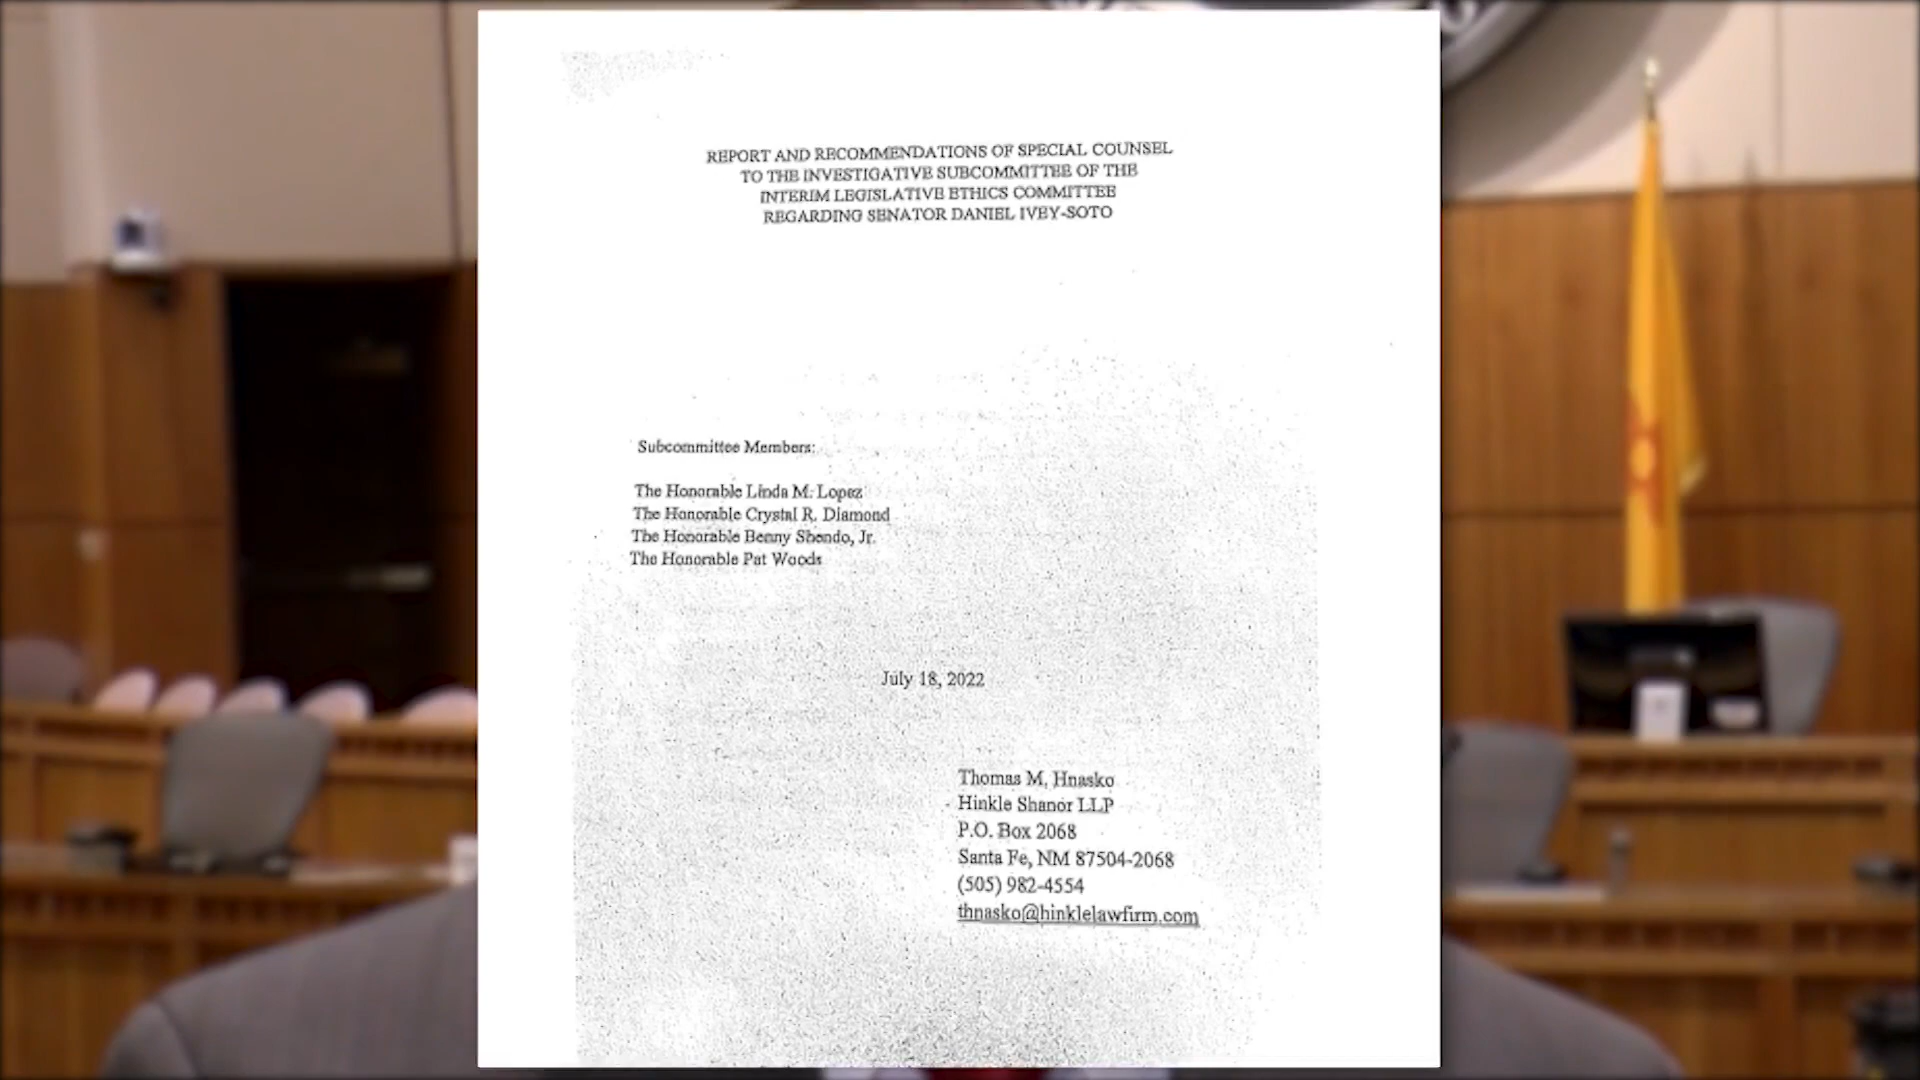 REPORT AND RECOMMENDATIONS OF SPECIAL COUNSEL
TO THE INVESTIGATIVE SUBCOMMITTEE OF THE
INTERIM LEGISLATIVE ETHICS COMMITTEE
REGARDING SENATOR DANIEL IVEY-SOTO
Subcommittee Members:
The Honorable Linda M. Lopez
The Honorable Crystal R. Diamond
The Honorable Benny Shendo, Jr.
The Honorable Pat Woods
July 18, 2022
Thomas M. Hnasko
Hinkle Shanor LLP
P.O. Box 2068
Santa Fe, NM 87504-2068
(505) 982-4554
thnasko@hinklelawfirm.com